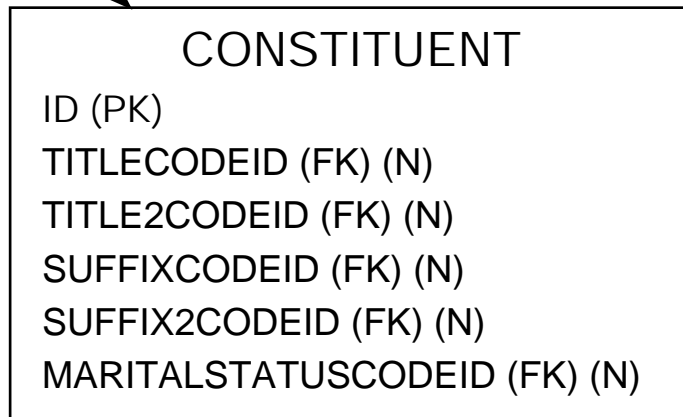 CONSTITUENT
ID (PK)
TITLECODEID (FK) (N)
TITLE2CODEID (FK) (N)
SUFFIXCODEID (FK) (N)
SUFFIX2CODEID (FK) (N)
MARITALSTATUSCODEID (FK) (N)